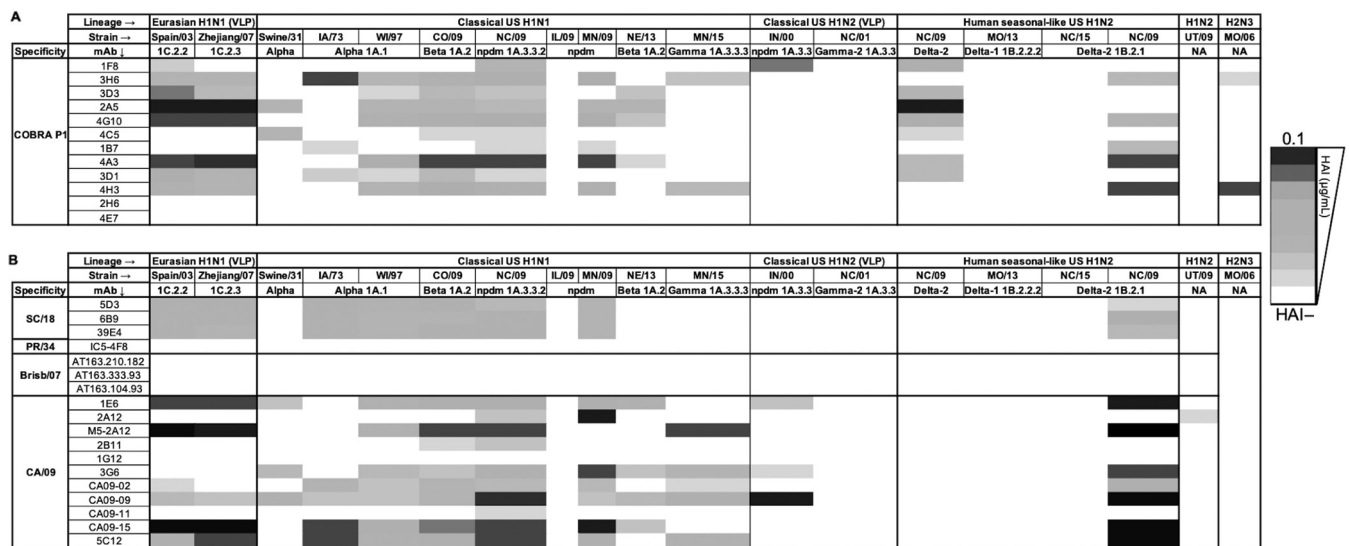 A
Lineage → Eurasian H1N1 (VLP) Classical US H1N1 Classical US H1N2 (VLP) Human seasonal-like US H1N2 H1N2 H2N3
Strain → Spain/03 Zhejiang/07 Swine/31 IA/73 WI/97 CO/09 NC/09 IL/09 MN/09 NE/13 MN/15 IN/00 NC/01 NC/09 MO/13 NC/15 NC/09 UT/09 MO/06
Specificity mAb ↓ 1C.2.2 1C.2.3 Alpha Alpha 1A.1 Beta 1A.2 npdm 1A.3.3.2 npdm Beta 1A.2 Gamma 1A.3.3.3 npdm 1A.3.3 Gamma-2 1A.3.3 Delta-2 Delta-1 1B.2.2.2 Delta-2 1B.2.1 NA NA
COBRA P1
1F8
3H6
3D3
2A5
4G10
4C5
1B7
4A3
3D1
4H3
2H6
4E7
0.1
HAI (µg/mL)
HAI–
B
Lineage → Eurasian H1N1 (VLP) Classical US H1N1 Classical US H1N2 (VLP) Human seasonal-like US H1N2 H1N2 H2N3
Strain → Spain/03 Zhejiang/07 Swine/31 IA/73 WI/97 CO/09 NC/09 IL/09 MN/09 NE/13 MN/15 IN/00 NC/01 NC/09 MO/13 NC/15 NC/09 UT/09 MO/06
Specificity mAb ↓ 1C.2.2 1C.2.3 Alpha Alpha 1A.1 Beta 1A.2 npdm 1A.3.3.2 npdm Beta 1A.2 Gamma 1A.3.3.3 npdm 1A.3.3 Gamma-2 1A.3.3 Delta-2 Delta-1 1B.2.2.2 Delta-2 1B.2.1 NA NA
SC/18
5D3
6B9
39E4
PR/34 IC5-4F8
Brisb/07
AT163.210.182
AT163.333.93
AT163.104.93
CA/09
1E6
2A12
M5-2A12
2B11
1G12
3G6
CA09-02
CA09-09
CA09-11
CA09-15
5C12